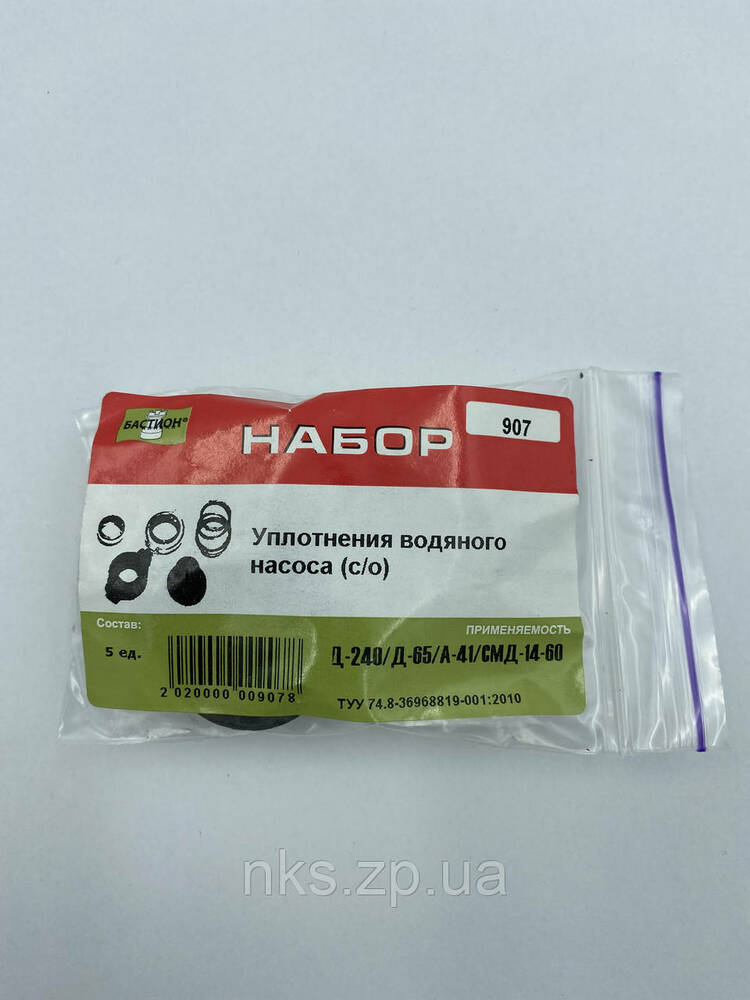 БАСТИОН®
НАБОР
907
Уплотнения водяного
насоса (с/о)
Состав:
5 ед.
ПРИМЕНЯЕМОСТЬ
Д-240/Д-65/А-41/СМД-14-60
2 020000 009078
ТУУ 74.8-36968819-001:2010
nks.zp.ua